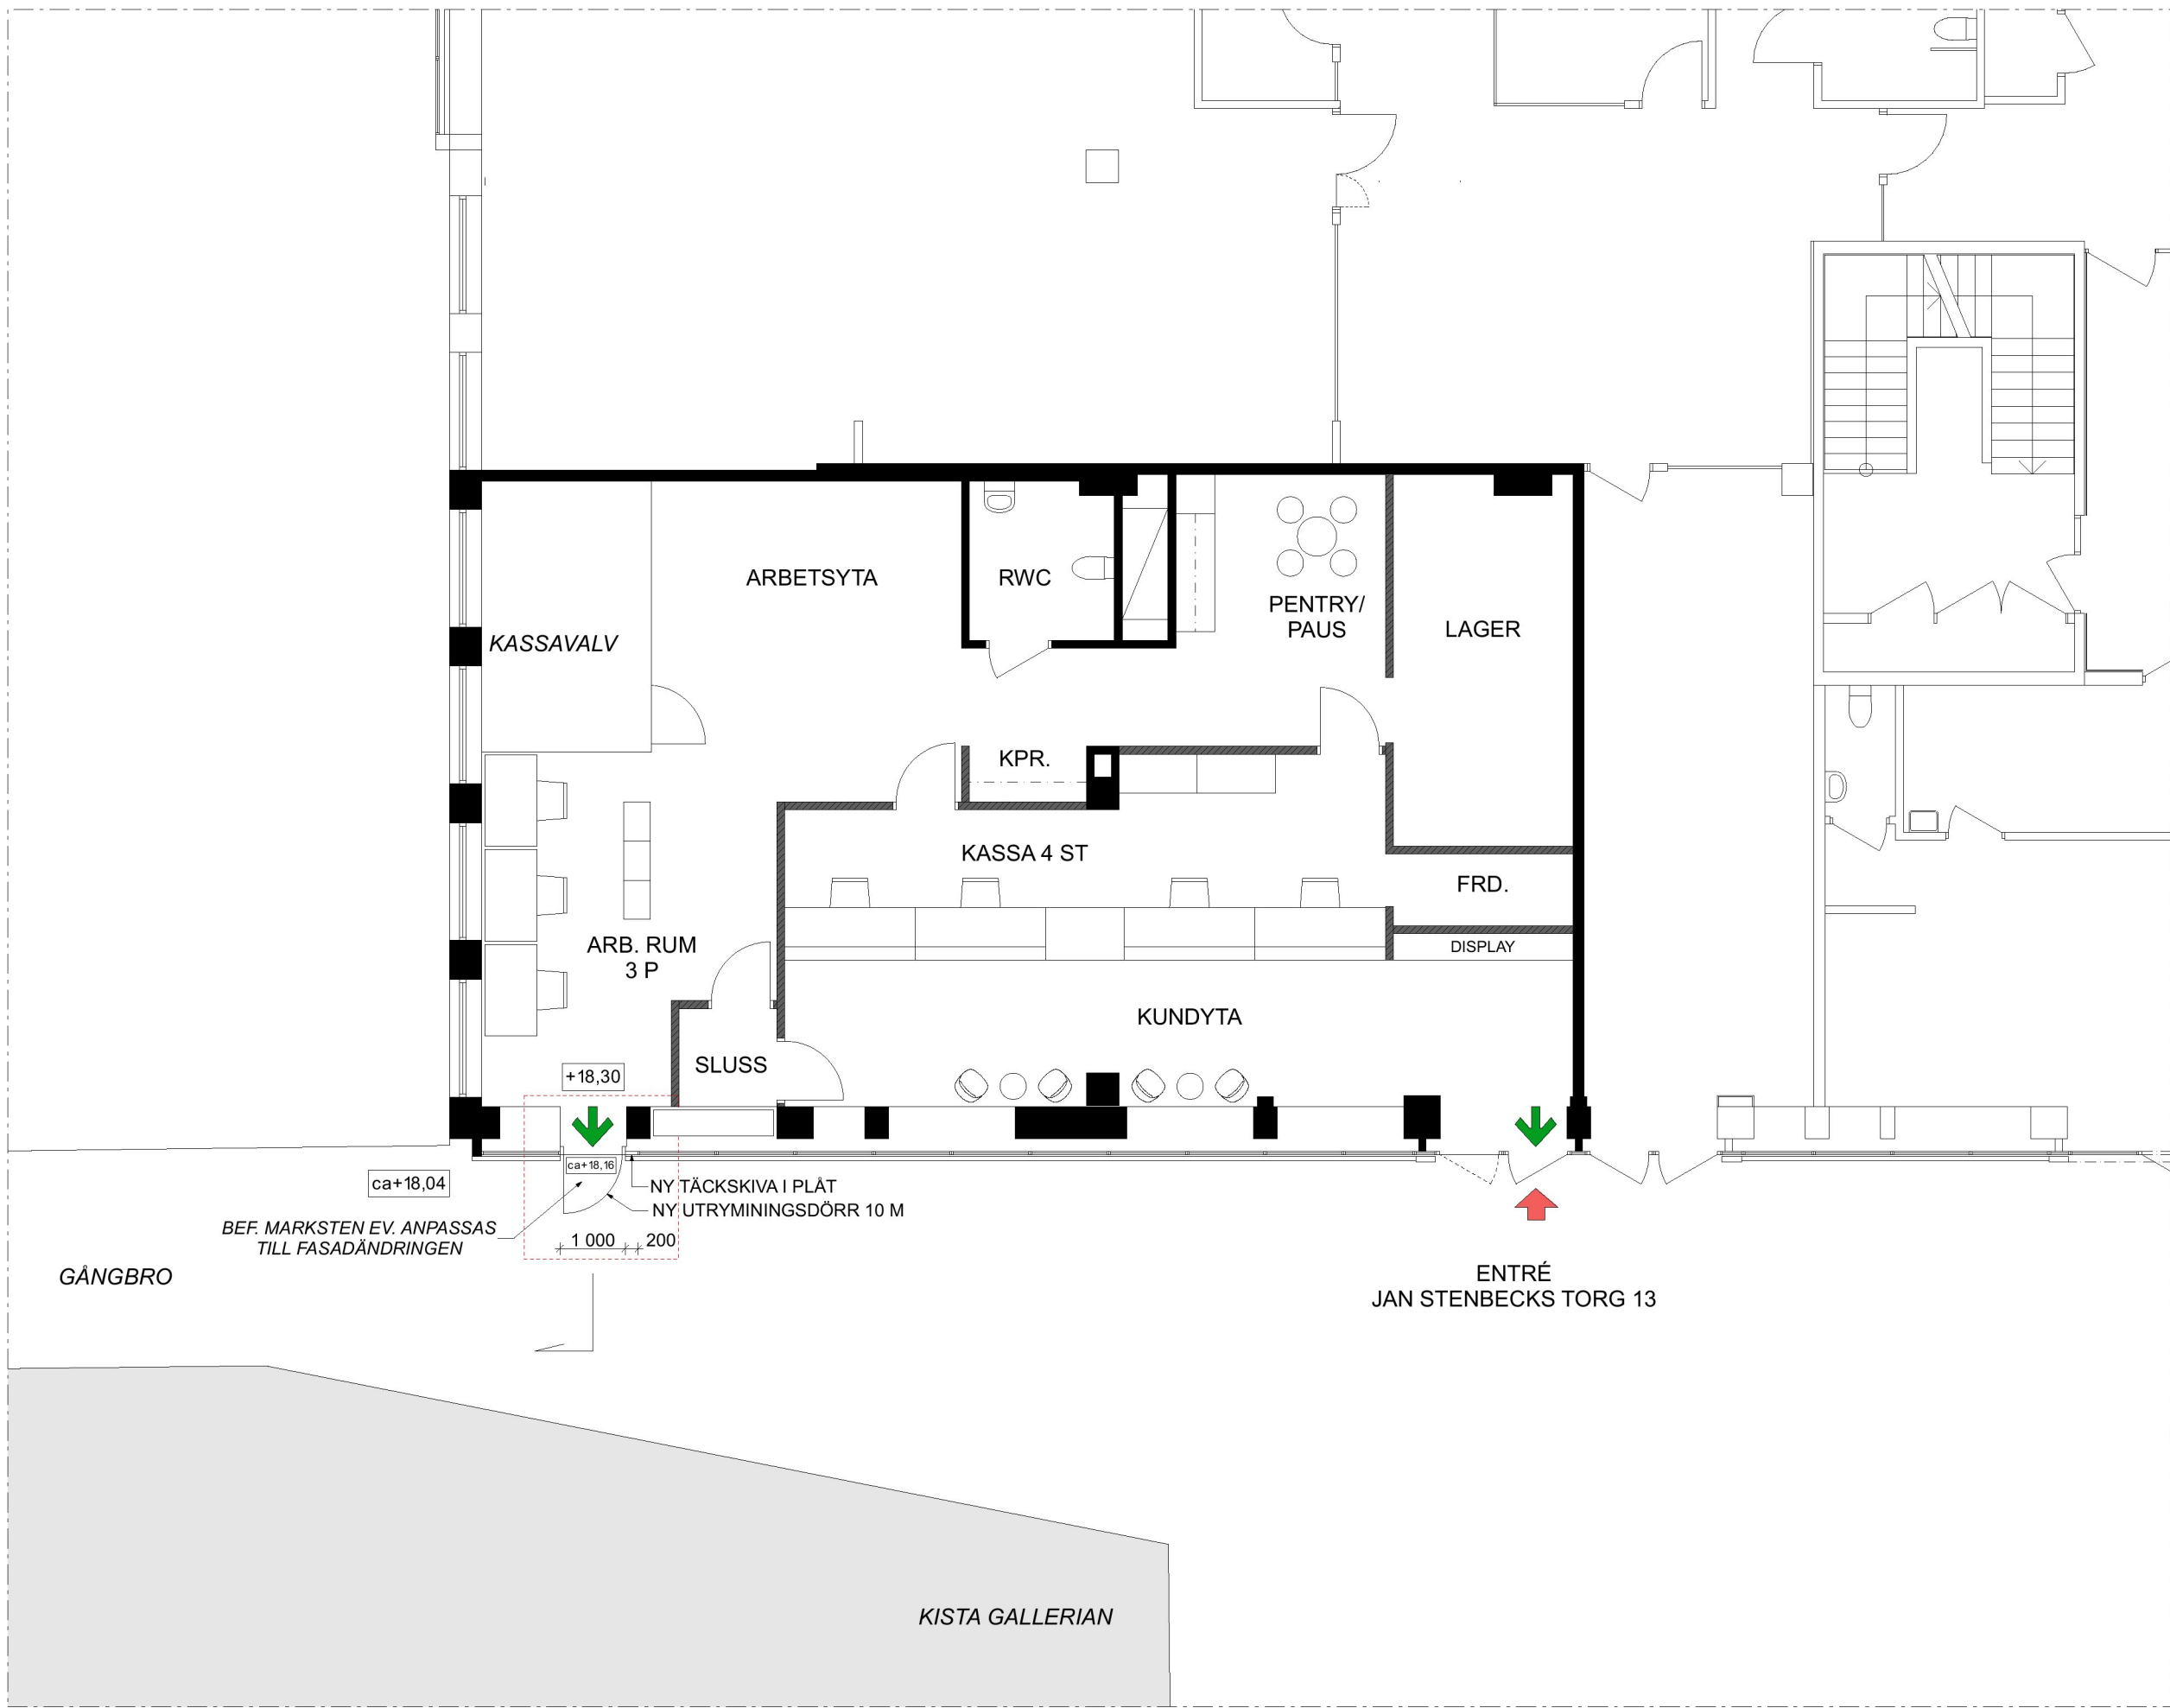 ARBETSYTA
RWC
PENTRY/
PAUS
LAGER
KASSAVALV
KPR.
KASSA 4 ST
FRD.
ARB. RUM
3 P
DISPLAY
KUNDYTA
SLUSS
+18,30
ca+18,16
ca+18,04
NY TÄCKSKIVA I PLÅT
NY UTRYMININGSDÖRR 10 M
BEF. MARKSTEN EV. ANPASSAS
TILL FASADÄNDRINGEN
1 000
200
GÅNGBRO
ENTRÉ
JAN STENBECKS TORG 13
KISTA GALLERIAN